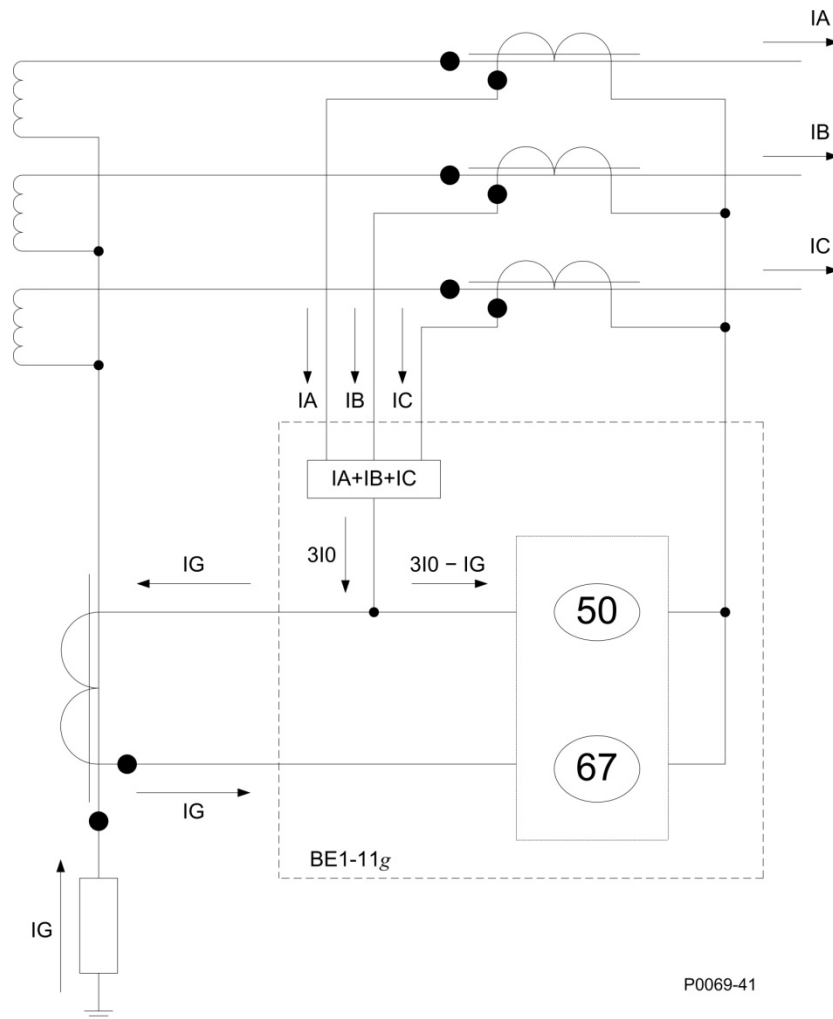 IA
IB
IC
IA IB IC
IA+IB+IC
3I0
IG
3I0 − IG
50
67
IG
BE1-11g
IG
P0069-41